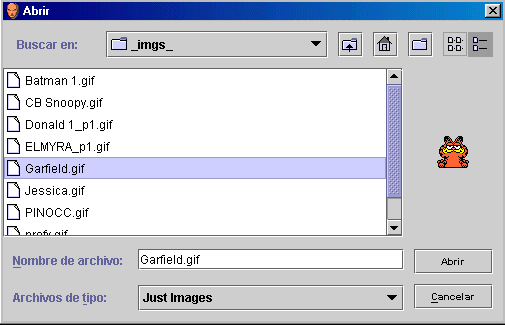 Abrir
Buscar en: _imgs_
Batman 1.gif
CB Snoopy.gif
Donald 1_p1.gif
ELMYRA_p1.gif
Garfield.gif
Jessica.gif
PINOCC.gif
Nombre de archivo: Garfield.gif
Abrir
Archivos de tipo: Just Images
Cancelar